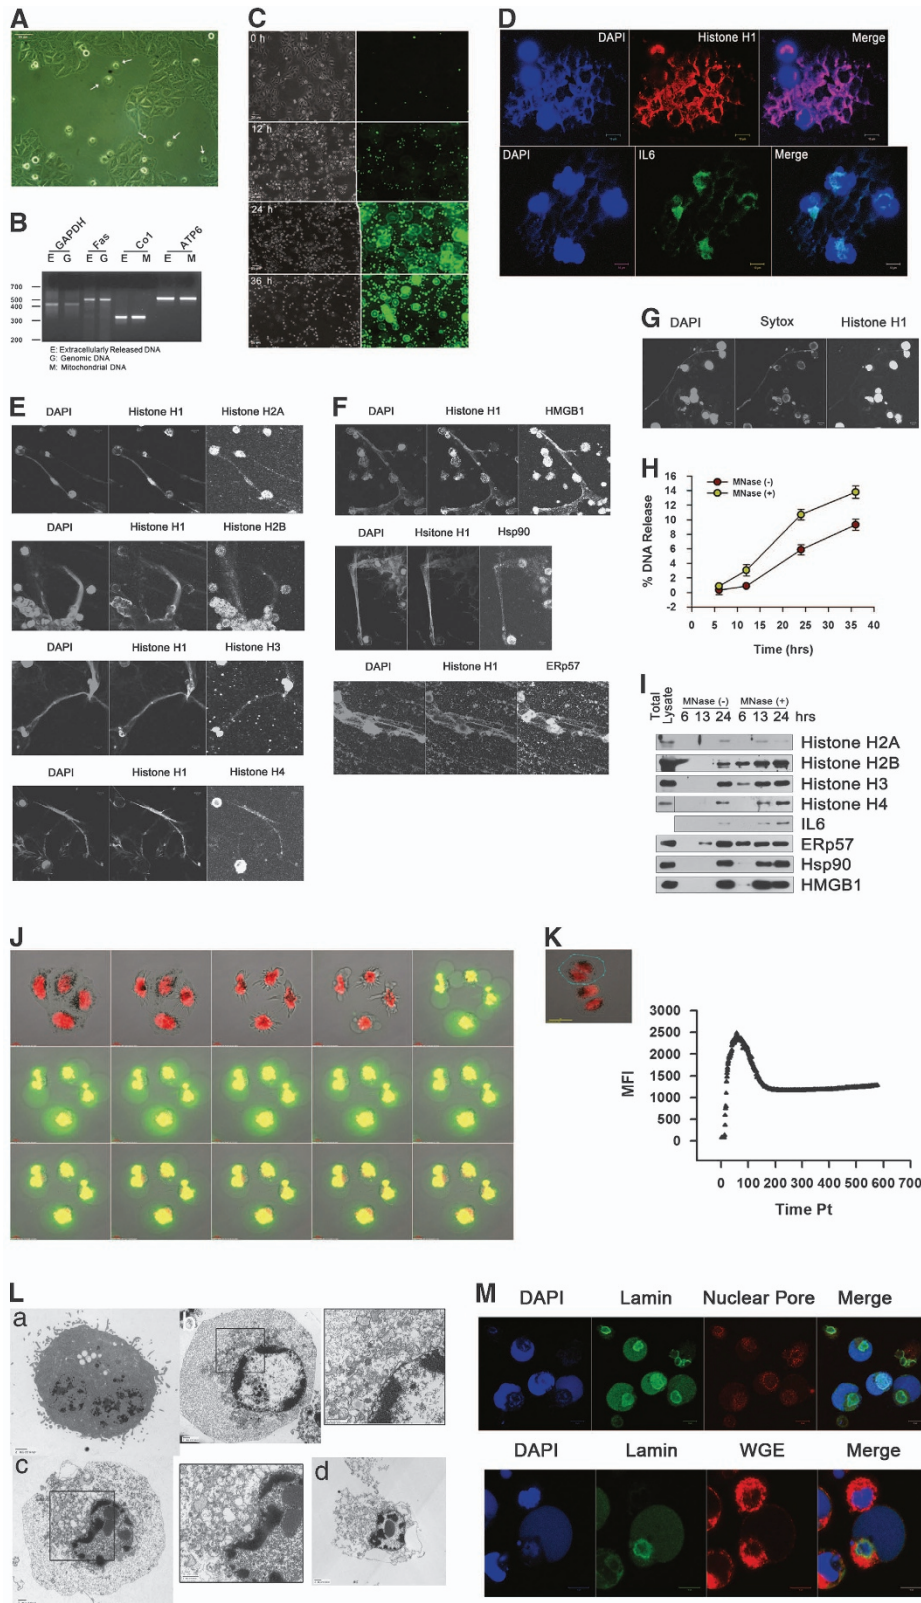 A
B
GAPDH Fas Co1 ATP6
E G E G E M E M
700
500
400
300
200
E: Extracellularly Released DNA
G: Genomic DNA
M: Mitochondrial DNA
C
0 h
12 h
24 h
36 h
D
DAPI Histone H1 Merge
DAPI IL6 Merge
E
DAPI Histone H1 Histone H2A
DAPI Histone H1 Histone H2B
DAPI Histone H1 Histone H3
DAPI Histone H1 Histone H4
F
DAPI Histone H1 HMGB1
DAPI Hsitone H1 Hsp90
DAPI Histone H1 ERp57
G
DAPI Sytox Histone H1
H
MNase (-)
MNase (+)
% DNA Release
16
14
12
10
8
6
4
2
0
-2
0 5 10 15 20 25 30 35 40
Time (hrs)
I
Total Lysate
MNase (-) MNase (+)
6 13 24 6 13 24 hrs
Histone H2A
Histone H2B
Histone H3
Histone H4
IL6
ERp57
Hsp90
HMGB1
J
K
MFI
3000
2500
2000
1500
1000
500
0
0 100 200 300 400 500 600 700
Time Pt
L
a
b
c
d
M
DAPI Lamin Nuclear Pore Merge
DAPI Lamin WGE Merge